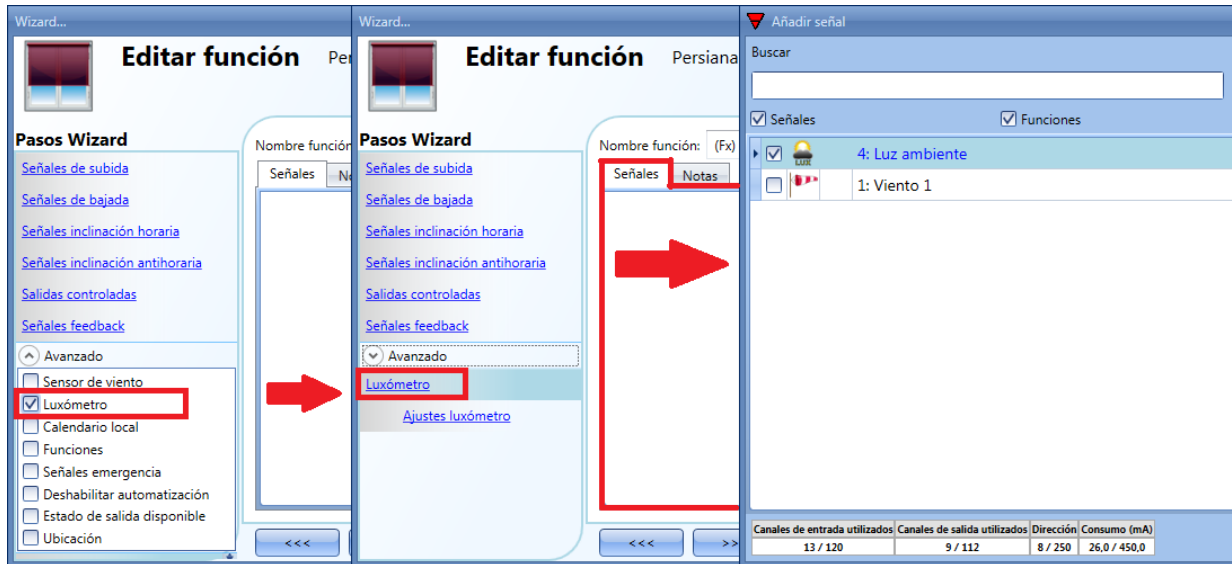 Wizard...
Editar función Per
Pasos Wizard
Señales de subida
Señales de bajada
Señales inclinación horaria
Señales inclinación antihoraria
Salidas controladas
Señales feedback
Avanzado
Sensor de viento
Luxómetro
Calendario local
Funciones
Señales emergencia
Deshabilitar automatización
Estado de salida disponible
Ubicación
Nombre función
Señales No
<<<
Wizard...
Editar función Persiana
Pasos Wizard
Señales de subida
Señales de bajada
Señales inclinación horaria
Señales inclinación antihoraria
Salidas controladas
Señales feedback
Avanzado
Luxómetro
Ajustes luxómetro
Nombre función: (Fx)
Señales Notas
<<< >>
Añadir señal
Buscar
Señales Funciones
LUX 4: Luz ambiente
1: Viento 1
Canales de entrada utilizados Canales de salida utilizados Dirección Consumo (mA)
13 / 120 9 / 112 8 / 250 26,0 / 450,0